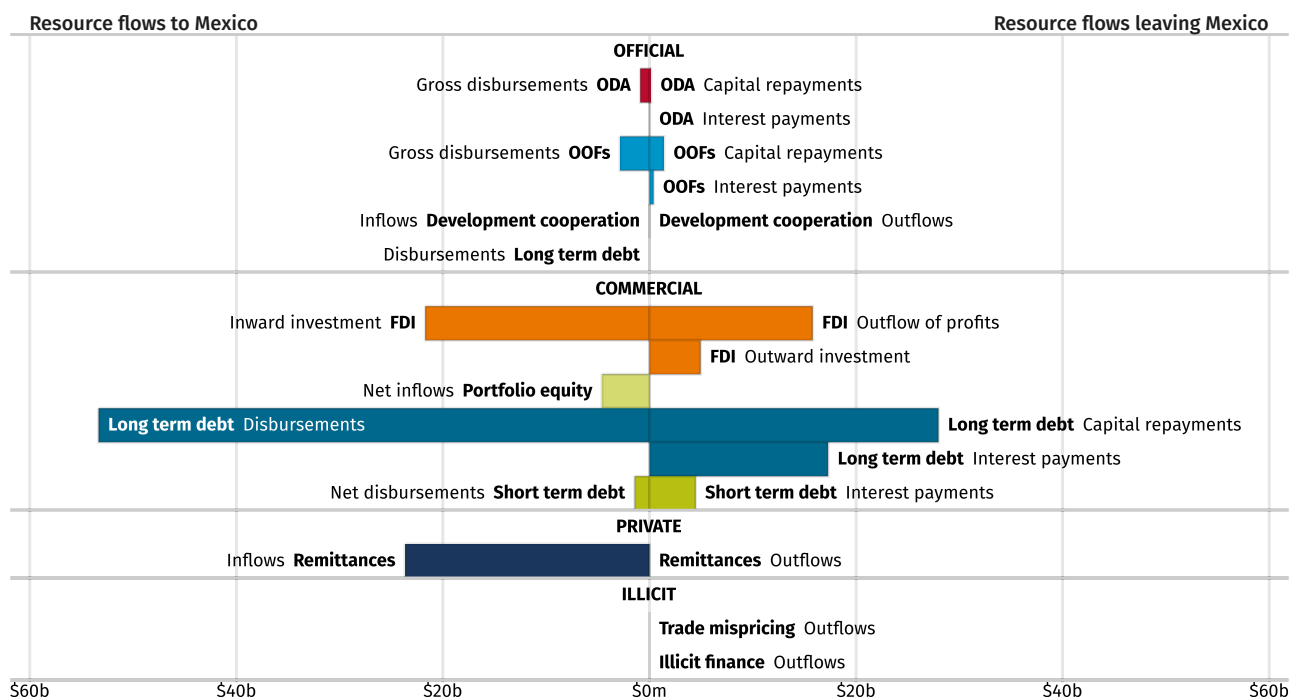 Resource flows to Mexico Resource flows leaving Mexico
OFFICIAL
Gross disbursements ODA ODA Capital repayments
ODA Interest payments
Gross disbursements OOFs OOFs Capital repayments
OOFs Interest payments
Inflows Development cooperation Development cooperation Outflows
Disbursements Long term debt
COMMERCIAL
Inward investment FDI FDI Outflow of profits
FDI Outward investment
Net inflows Portfolio equity
Long term debt Disbursements Long term debt Capital repayments
Long term debt Interest payments
Net disbursements Short term debt Short term debt Interest payments
PRIVATE
Inflows Remittances Remittances Outflows
ILLICIT
Trade mispricing Outflows
Illicit finance Outflows
$60b $40b $20b $0m $20b $40b $60b